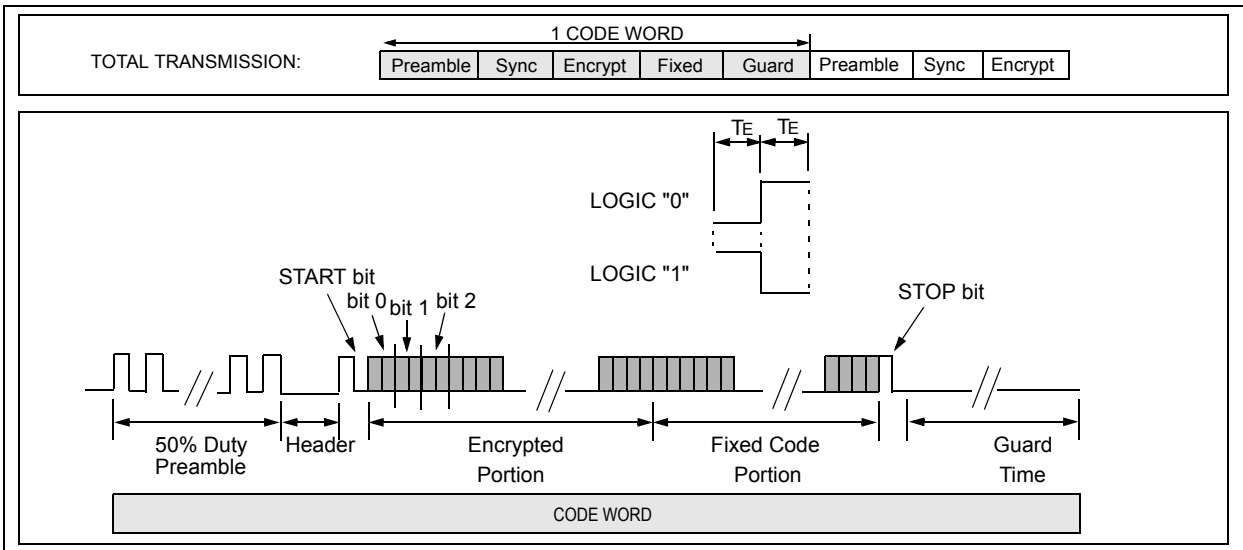 1 CODE WORD
TOTAL TRANSMISSION:
Preamble Sync Encrypt Fixed Guard Preamble Sync Encrypt
TE TE
LOGIC "0"
LOGIC "1"
START bit
bit 0 bit 1 bit 2
STOP bit
50% Duty
Preamble
Header
Encrypted
Portion
Fixed Code
Portion
Guard
Time
CODE WORD